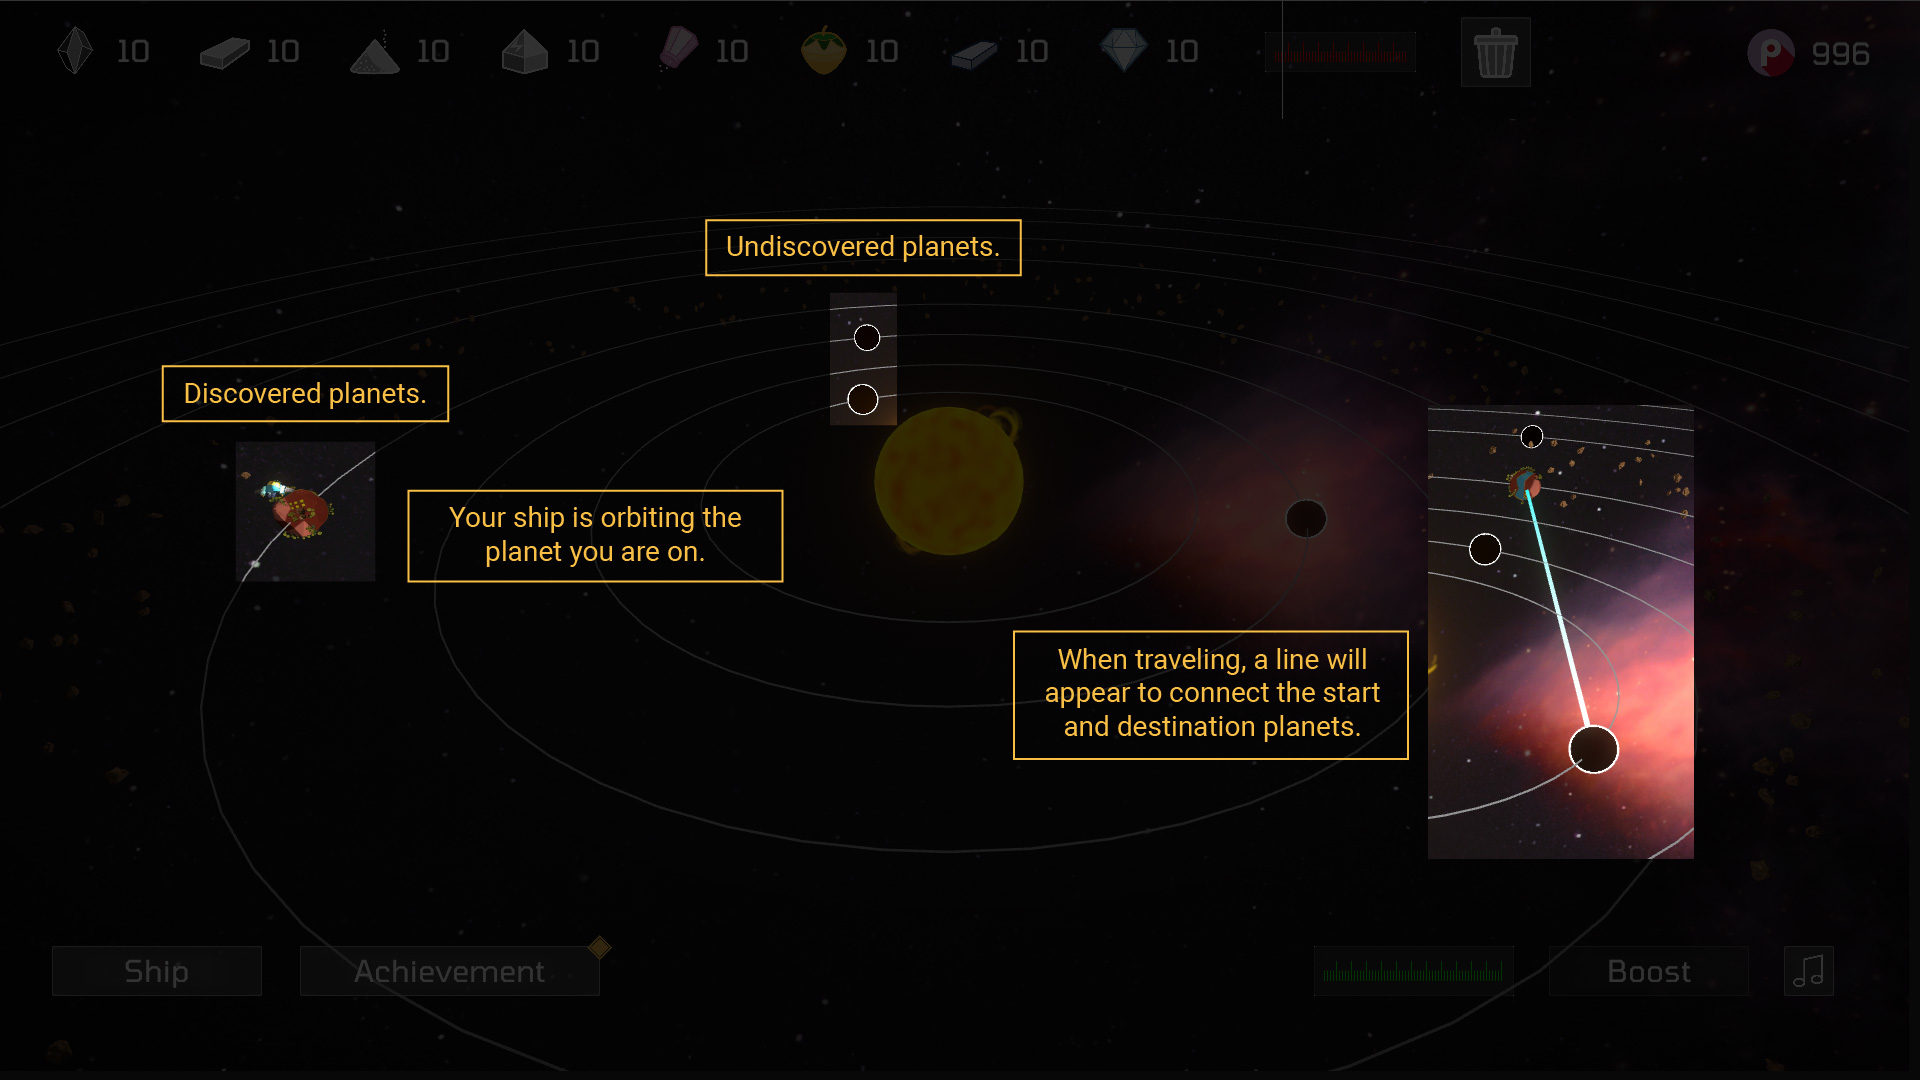 10 10 10 10 10 10 10 10 996
Undiscovered planets.
Discovered planets.
Your ship is orbiting the
planet you are on.
When traveling, a line will
appear to connect the start
and destination planets.
Ship Achievement Boost